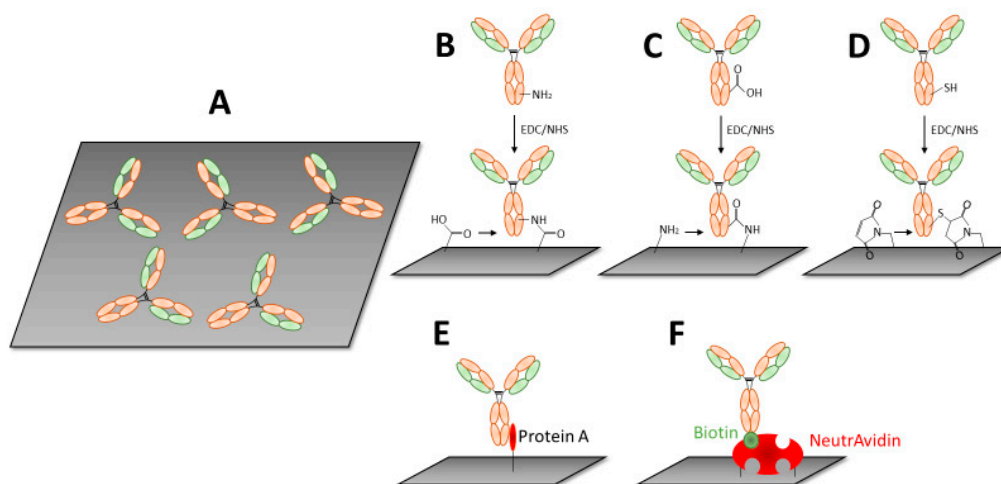 A
B
NH₂
EDC/NHS
HO
O
NH
O
C
O
OH
EDC/NHS
NH₂
O
NH
D
SH
EDC/NHS
O
N
O
S
O
N
O
E
Protein A
F
Biotin
NeutrAvidin